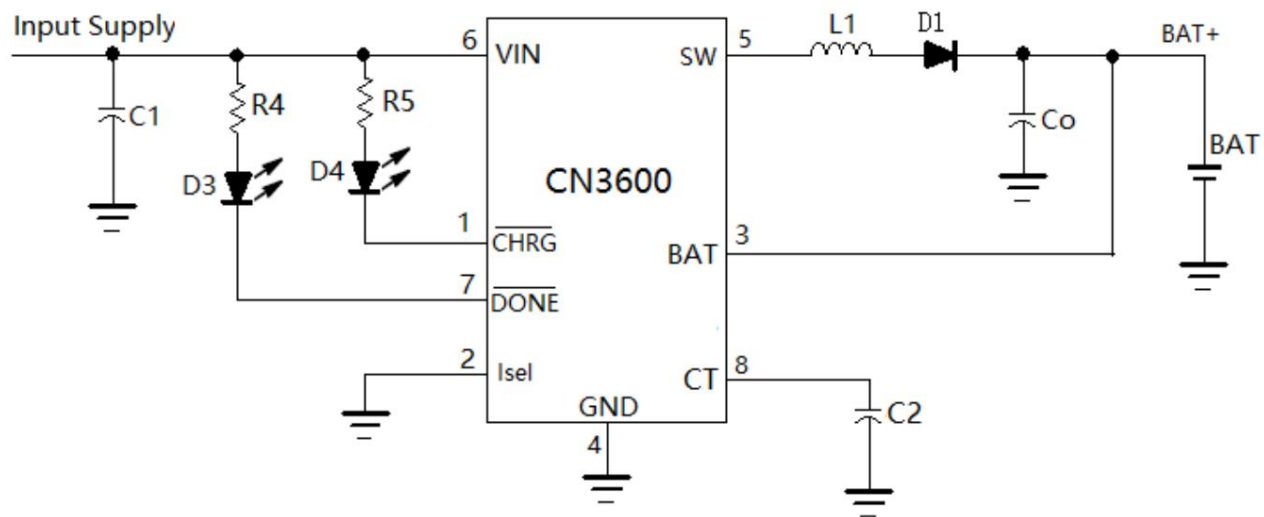 Input Supply
C1
R4
D3
R5
D4
6
VIN
1
CHRG
7
DONE
2
Isel
CN3600
GND
4
SW
5
L1
D1
BAT+
Co
BAT
BAT
3
CT
8
C2